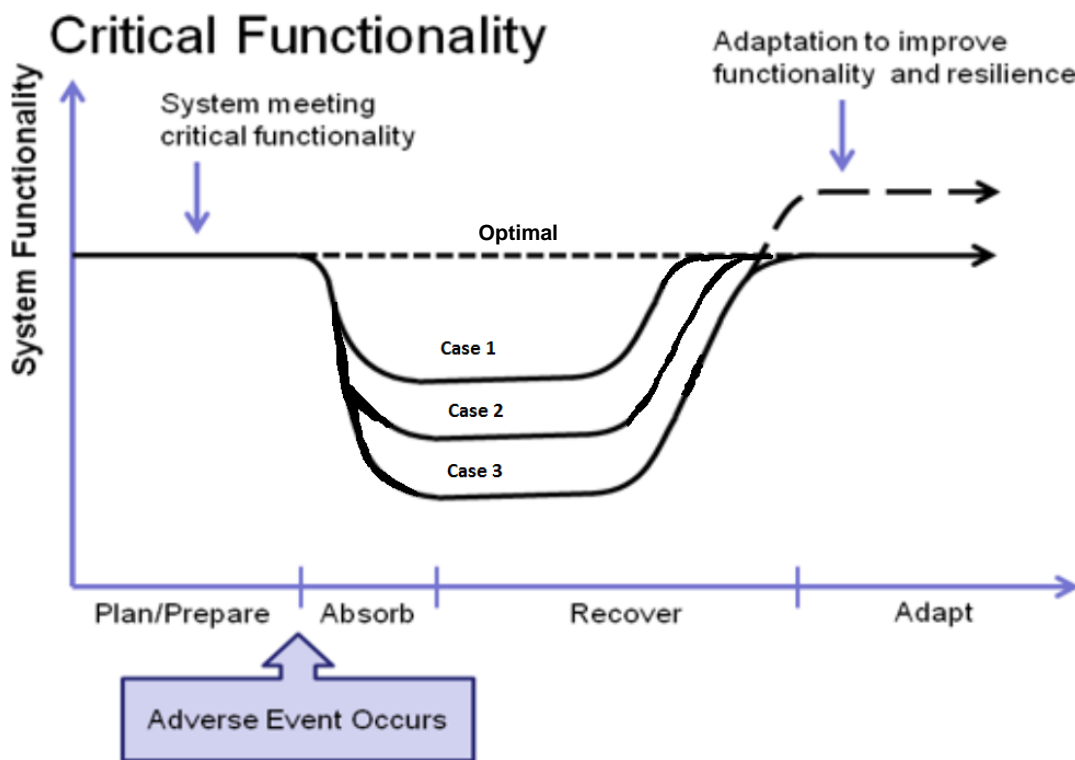 Critical Functionality
Adaptation to improve
functionality and resilience
System meeting
critical functionality
System Functionality
Optimal
Case 1
Case 2
Case 3
Plan/Prepare
Absorb
Recover
Adapt
Adverse Event Occurs